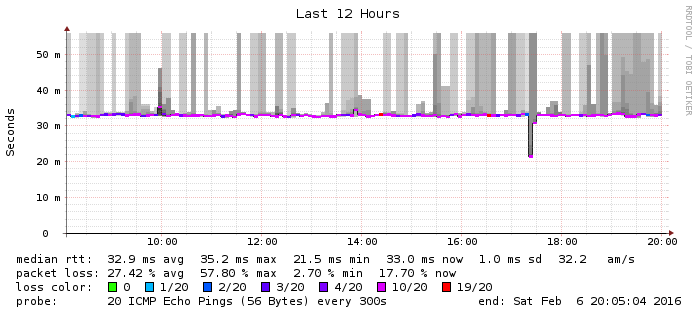 Last 12 Hours
RRDTOOL / TOBI OETIKER
Seconds
50 m
40 m
30 m
20 m
10 m
0
10:00 12:00 14:00 16:00 18:00 20:00
median rtt: 32.9 ms avg 35.2 ms max 21.5 ms min 33.0 ms now 1.0 ms sd 32.2 am/s
packet loss: 27.42 % avg 57.80 % max 2.70 % min 17.70 % now
loss color: 0 1/20 2/20 3/20 4/20 10/20 19/20
probe: 20 ICMP Echo Pings (56 Bytes) every 300s end: Sat Feb 6 20:05:04 2016